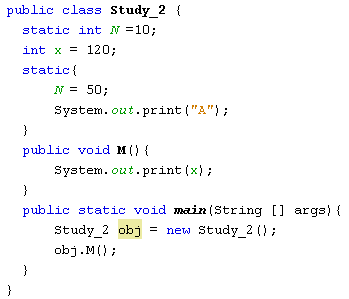 public class Study_2 {
static int N =10;
int x = 120;
static{
N = 50;
System.out.print("A");
}
public void M(){
System.out.print(x);
}
public static void main(String [] args){
Study_2 obj = new Study_2();
obj.M();
}
}